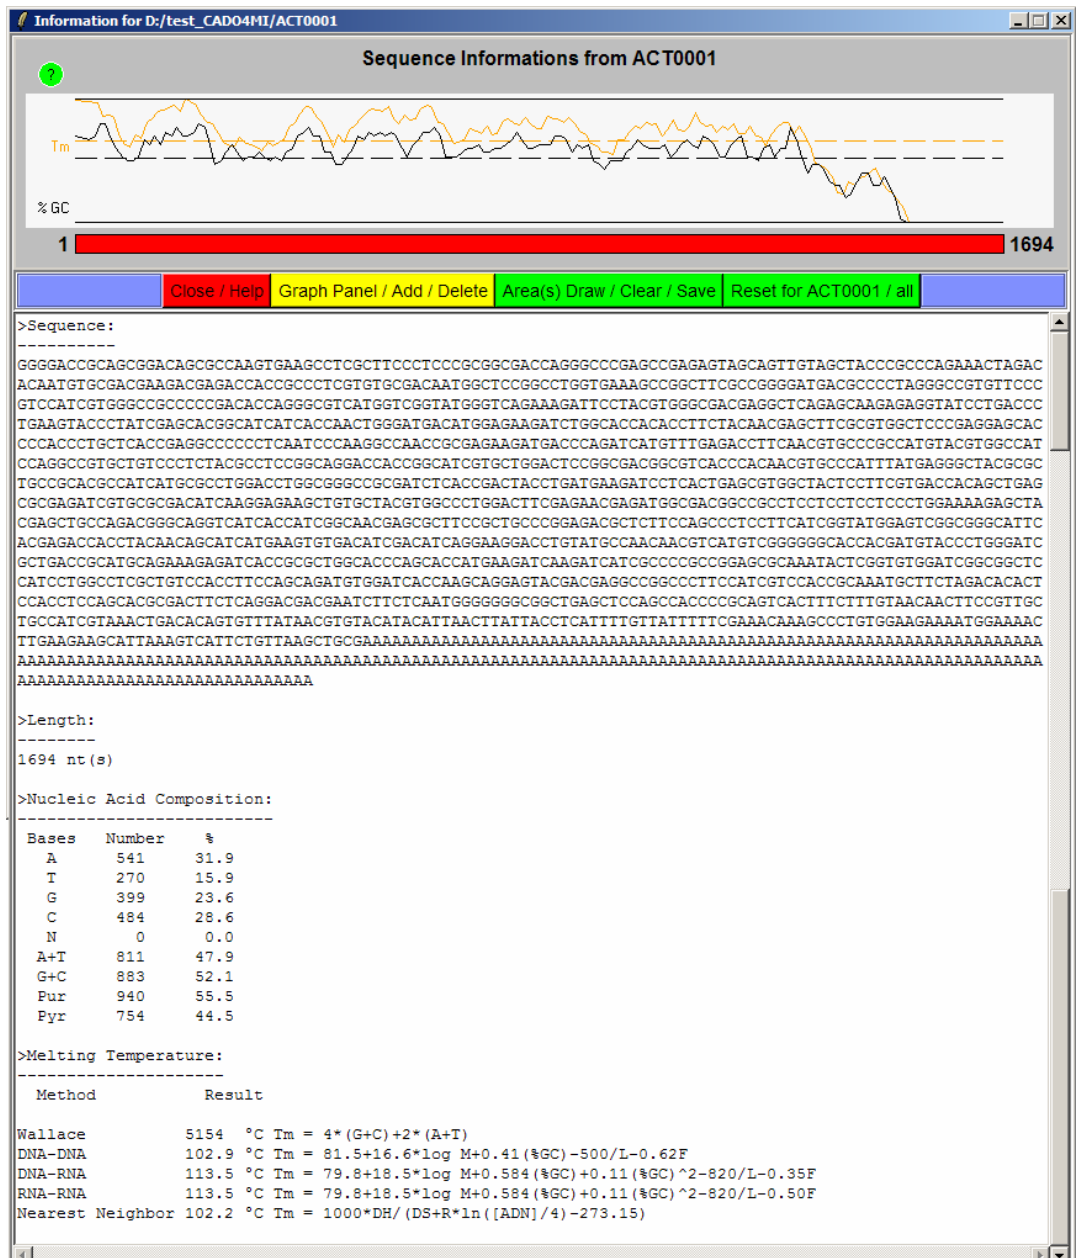 Information for D:/test_CADO4MI/ACT0001
Sequence Informations from ACT0001
?
Tm
%GC
1 1694
Close / Help Graph Panel / Add / Delete Area(s) Draw / Clear / Save Reset for ACT0001 / all
>Sequence:
----------
GGGGACCGCAGCGGACAGCGCCAAGTGAAGCCTCGCTTCCCTCCCGCGGCGACCAGGGCCCGAGCCGAGAGTAGCAGTTGTAGCTACCCGCCCAGAAACTAGAC
ACAATGTGCGACGAAGACGAGACCACCGCCCTCGTGTGCGACAATGGCTCCGGCCTGGTGAAAGCCGGCTTCGCCGGGGATGACGCCCCTAGGGCCGTGTTCCC
GTCCATCGTGGGCCGCCCCCGACACCAGGGCGTCATGGTCGGTATGGGTCAGAAAGATTCCTACGTGGGCGACGAGGCTCAGAGCAAGAGAGGTATCCTGACCC
TGAAGTACCCTATCGAGCACGGCATCATCACCAACTGGGATGACATGGAGAAGATCTGGCACCACACCTTCTACAACGAGCTTCGCGTGGCTCCCGAGGAGCAC
CCCACCCTGCTCACCGAGGCCCCCCTCAATCCCAAGGCCAACCGCGAGAAGATGACCCAGATCATGTTTGAGACCTTCAACGTGCCCGCCATGTACGTGGCCAT
CCAGGCCGTGCTGTCCCTCTACGCCTCCGGCAGGACCACCGGCATCGTGCTGGACTCCGGCGACGGCGTCACCCACAACGTGCCCATTTATGAGGGCTACGCGC
TGCCGCACGCCATCATGCGCCTGGACCTGGCGGGCCGCGATCTCACCGACTACCTGATGAAGATCCTCACTGAGCGTGGCTACTCCTTCGTGACCACAGCTGAG
CGCGAGATCGTGCGCGACATCAAGGAGAAGCTGTGCTACGTGGCCCTGGACTTCGAGAACGAGATGGCGACGGCCGCCTCCTCCTCCTCCCTGGAAAAGAGCTA
CGAGCTGCCAGACGGGCAGGTCATCACCATCGGCAACGAGCGCTTCCGCTGCCCGGAGACGCTCTTCCAGCCCTCCTTCATCGGTATGGAGTCGGCGGGCATTC
ACGAGACCACCTACAACAGCATCATGAAGTGTGACATCGACATCAGGAAGGACCTGTATGCCAACAACGTCATGTCGGGGGGCACCACGATGTACCCTGGGATC
GCTGACCGCATGCAGAAAGAGATCACCGCGCTGGCACCCAGCACCATGAAGATCAAGATCATCGCCCCGCCGGAGCGCAAATACTCGGTGTGGATCGGCGGCTC
CATCCTGGCCTCGCTGTCCACCTTCCAGCAGATGTGGATCACCAAGCAGGAGTACGACGAGGCCGGCCCTTCCATCGTCCACCGCAAATGCTTCTAGACACACT
CCACCTCCAGCACGCGACTTCTCAGGACGACGAATCTTCTCAATGGGGGGGCGGCTGAGCTCCAGCCACCCCGCAGTCACTTTCTTTGTAACAACTTCCGTTGC
TGCCATCGTAAACTGACACAGTGTTTATAACGTGTACATACATTAACTTATTACCTCATTTTGTTATTTTTCGAAACAAAGCCCTGTGGAAGAAAATGGAAAAC
TTGAAGAAGCATTAAAGTCATTCTGTTAAGCTGCGAAAAAAAAAAAAAAAAAAAAAAAAAAAAAAAAAAAAAAAAAAAAAAAAAAAAAAAAAAAAAAAAAAAAA
AAAAAAAAAAAAAAAAAAAAAAAAAAAAAAAAAAAAAAAAAAAAAAAAAAAAAAAAAAAAAAAAAAAAAAAAAAAAAAAAAAAAAAAAAAAAAAAAAAAAAAAA
AAAAAAAAAAAAAAAAAAAAAAAAAAAAAA
>Length:
--------
1694 nt(s)
>Nucleic Acid Composition:
--------------------------
Bases Number %
A 541 31.9
T 270 15.9
G 399 23.6
C 484 28.6
N 0 0.0
A+T 811 47.9
G+C 883 52.1
Pur 940 55.5
Pyr 754 44.5
>Melting Temperature:
---------------------
Method Result
Wallace 5154 °C Tm = 4*(G+C)+2*(A+T)
DNA-DNA 102.9 °C Tm = 81.5+16.6*log M+0.41(%GC)-500/L-0.62F
DNA-RNA 113.5 °C Tm = 79.8+18.5*log M+0.584(%GC)+0.11(%GC)^2-820/L-0.35F
RNA-RNA 113.5 °C Tm = 79.8+18.5*log M+0.584(%GC)+0.11(%GC)^2-820/L-0.50F
Nearest Neighbor 102.2 °C Tm = 1000*DH/(DS+R*ln([ADN]/4)-273.15)